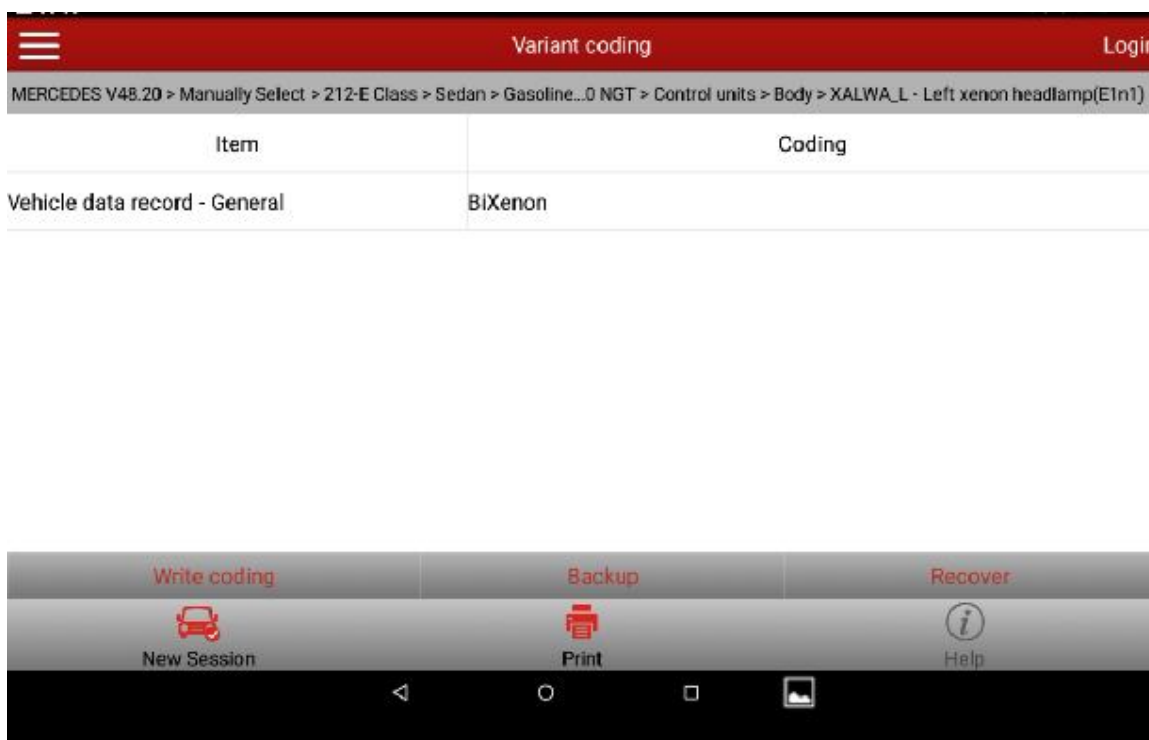 Variant coding
Login
MERCEDES V48.20 > Manually Select > 212-E Class > Sedan > Gasoline...0 NGT > Control units > Body > XALWA_L - Left xenon headlamp(E1n1)
Item Coding
Vehicle data record - General BiXenon
Write coding Backup Recover
New Session Print Help